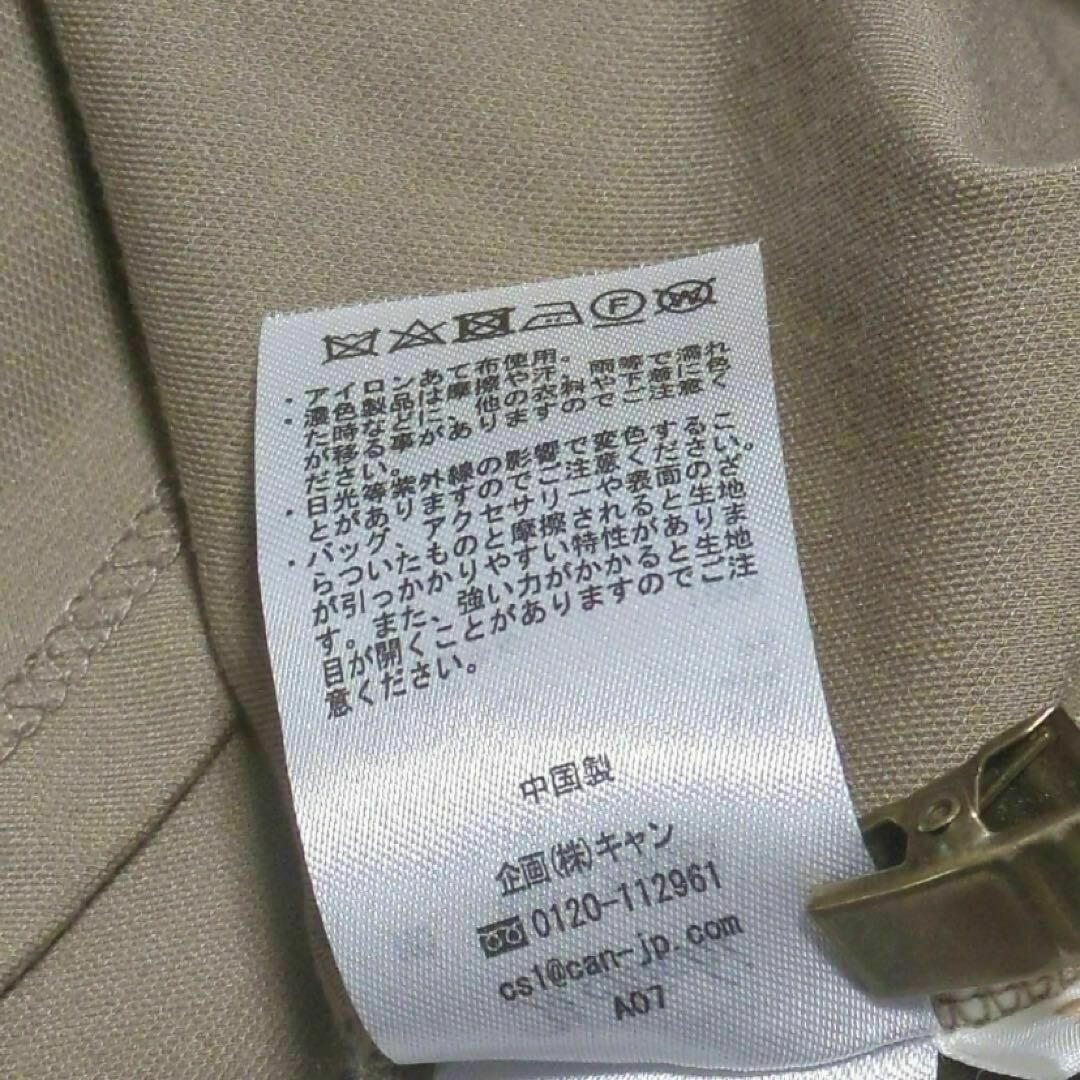 ・アイロンあて布使用。
・濃色製品は摩擦や汗、雨等で濡れ
た時などに、他の衣料や下着に色
が移る事がありますのでご注意く
ださい。
・日光等紫外線の影響で変色するこ
とがありますのでご注意ください。
・バッグ、アクセサリーや表面のざ
らついたものと摩擦されると生地
が引っかかりやすい特性がありま
す。また、強い力がかかると生地
目が開くことがありますのでご注
意ください。
中国製
企画(株)キャン
0120-112961
cs1@can-jp.com
A07